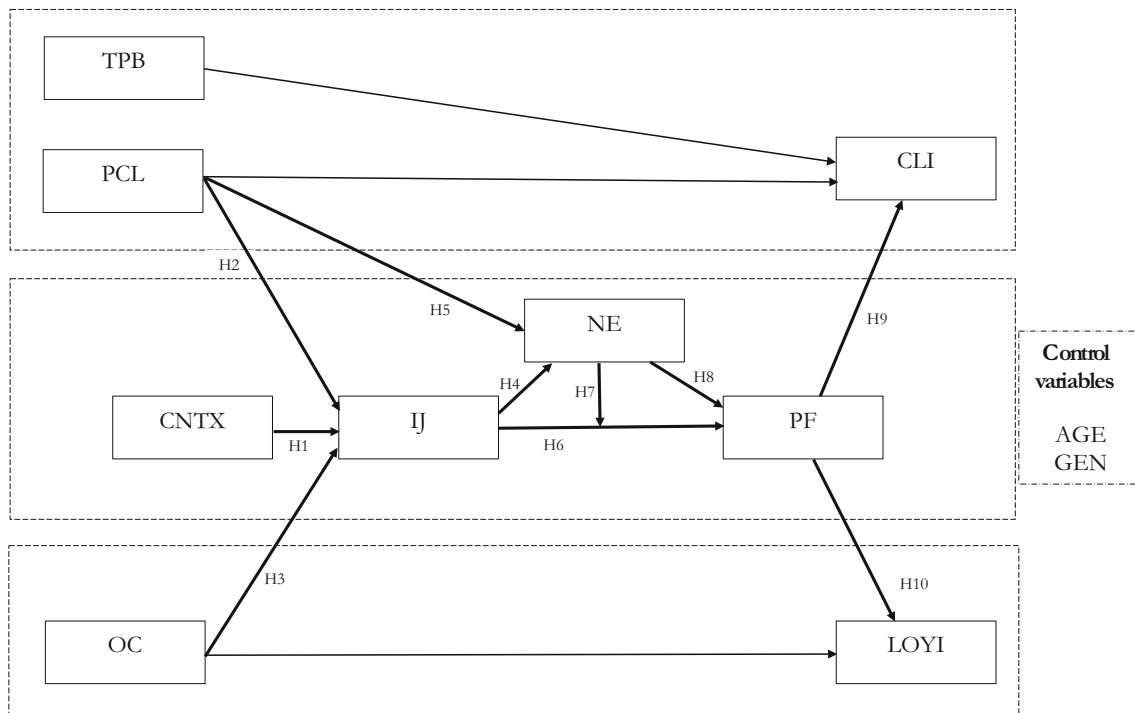 TPB
PCL
CLI
H2
H5
NE
H9
H4
H7
H8
CNTX
H1
IJ
H6
PF
Control
variables
AGE
GEN
H3
H10
OC
LOYI